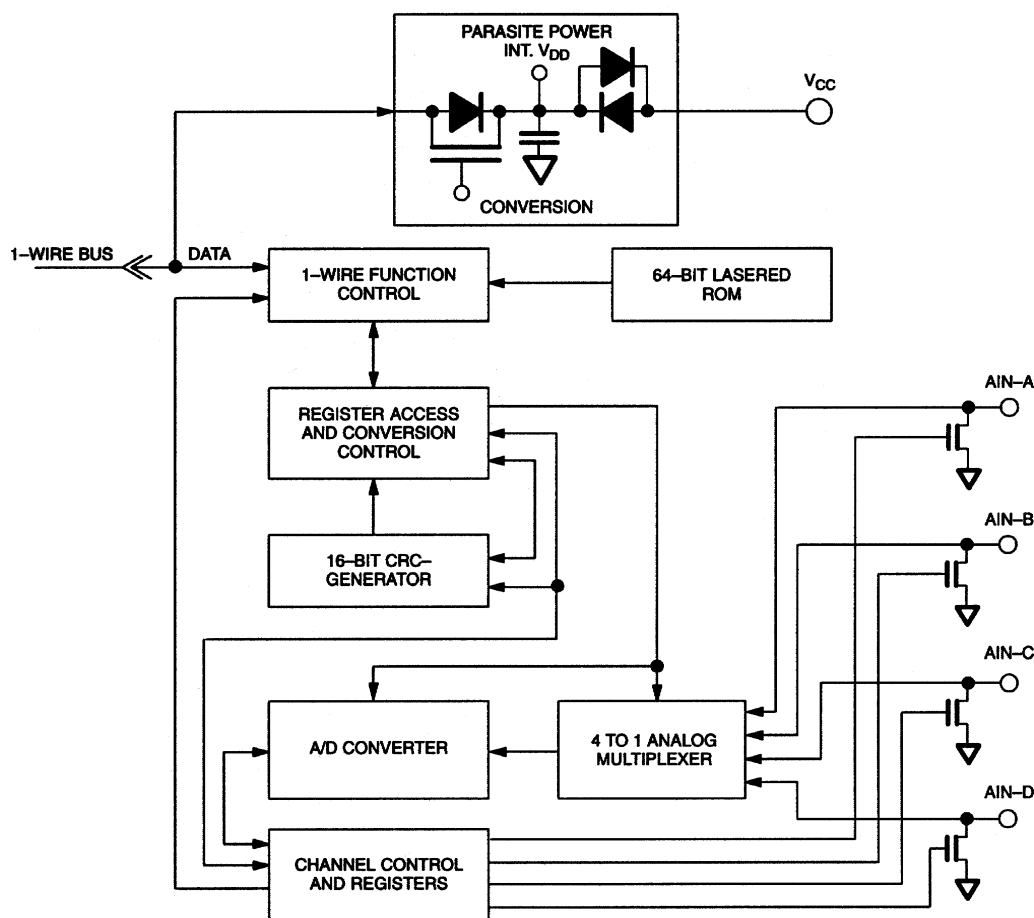 PARASITE POWER
INT. VDD
VCC
CONVERSION
1–WIRE BUS
DATA
1–WIRE FUNCTION
CONTROL
64–BIT LASERED
ROM
AIN–A
REGISTER ACCESS
AND CONVERSION
CONTROL
AIN–B
16–BIT CRC–
GENERATOR
AIN–C
A/D CONVERTER
4 TO 1 ANALOG
MULTIPLEXER
AIN–D
CHANNEL CONTROL
AND REGISTERS